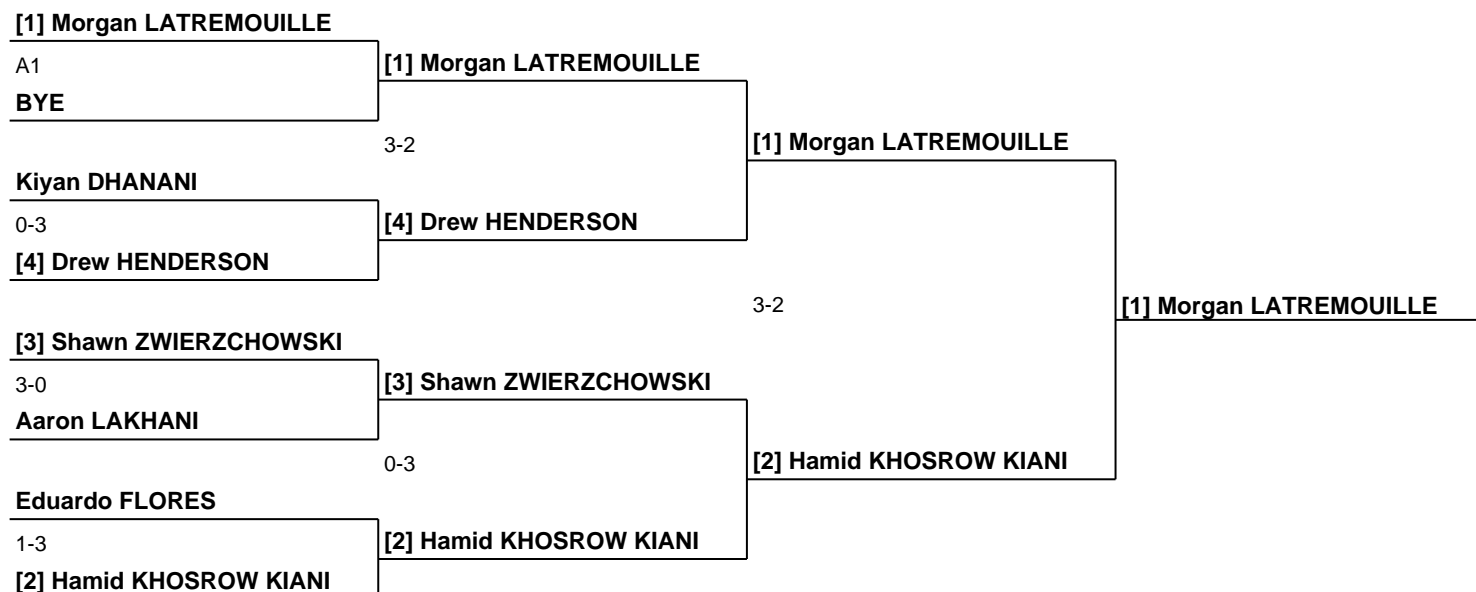 [1] Morgan LATREMOUILLE
A1
[1] Morgan LATREMOUILLE
BYE
3-2
[1] Morgan LATREMOUILLE
Kiyan DHANANI
0-3
[4] Drew HENDERSON
[4] Drew HENDERSON
3-2
[1] Morgan LATREMOUILLE
[3] Shawn ZWIERZCHOWSKI
3-0
[3] Shawn ZWIERZCHOWSKI
Aaron LAKHANI
0-3
[2] Hamid KHOSROW KIANI
Eduardo FLORES
1-3
[2] Hamid KHOSROW KIANI
[2] Hamid KHOSROW KIANI